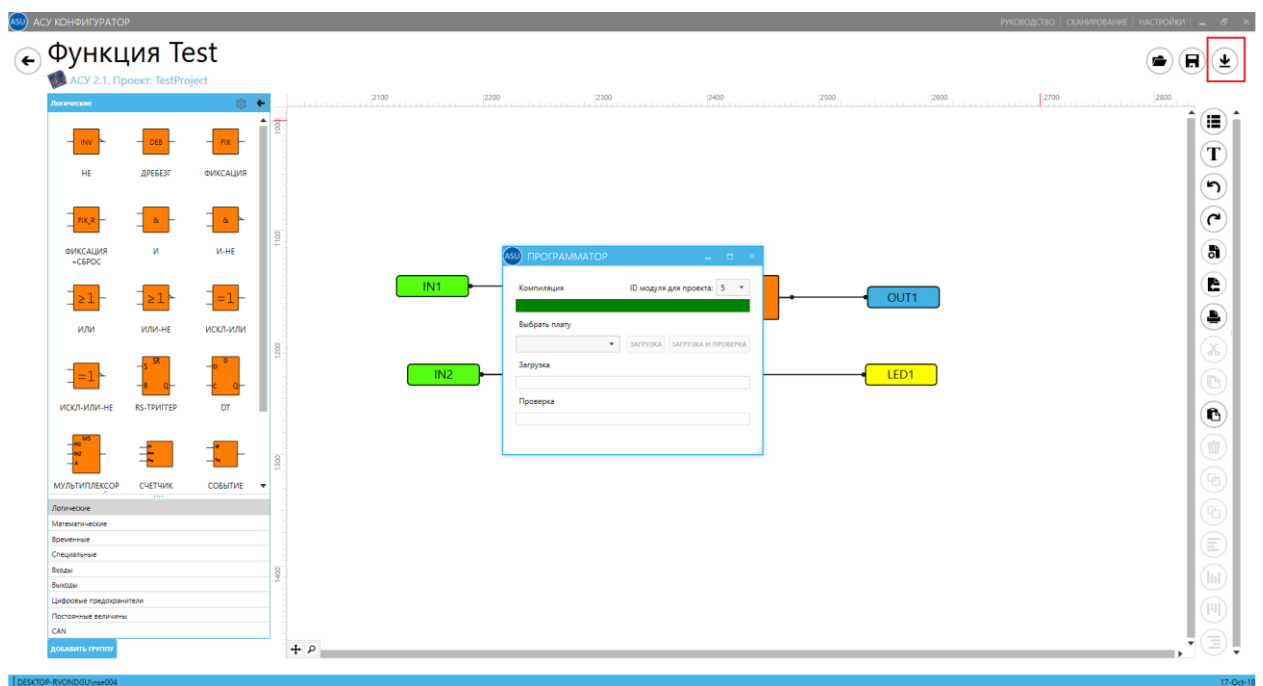 ASU АСУ КОНФИГУРАТОР
РУКОВОДСТВО | СКАНИРОВАНИЕ | НАСТРОЙКИ
Функция Test
АСУ 2.1, Проект: TestProject
Логические
2100 2200 2300 2400 2500 2600 2700 2800
1000
1100
1200
1300
1400
INV DEB FIX
НЕ ДРЕБЕЗГ ФИКСАЦИЯ
FIX_R & &
ФИКСАЦИЯ И И-НЕ
+СБРОС
≥1 ≥1 =1
ИЛИ ИЛИ-НЕ ИСКЛ-ИЛИ
=1 SR S R Q D D C Q
ИСКЛ-ИЛИ-НЕ RS-ТРИГГЕР DT
MS
IN1
IN2
A
МУЛЬТИПЛЕКСОР СЧЕТЧИК СОБЫТИЕ
Логические
Математические
Временные
Специальные
Входы
Выходы
Цифровые предохранители
Постоянные величины
CAN
ДОБАВИТЬ ГРУППУ
IN1
IN2
OUT1
LED1
ASU ПРОГРАММАТОР
Компиляция ID модуля для проекта: 5
Выбрать плату
ЗАГРУЗКА ЗАГРУЗКА И ПРОВЕРКА
Загрузка
Проверка
T
DESKTOP-RVONDGU\nse004
17-Oct-18